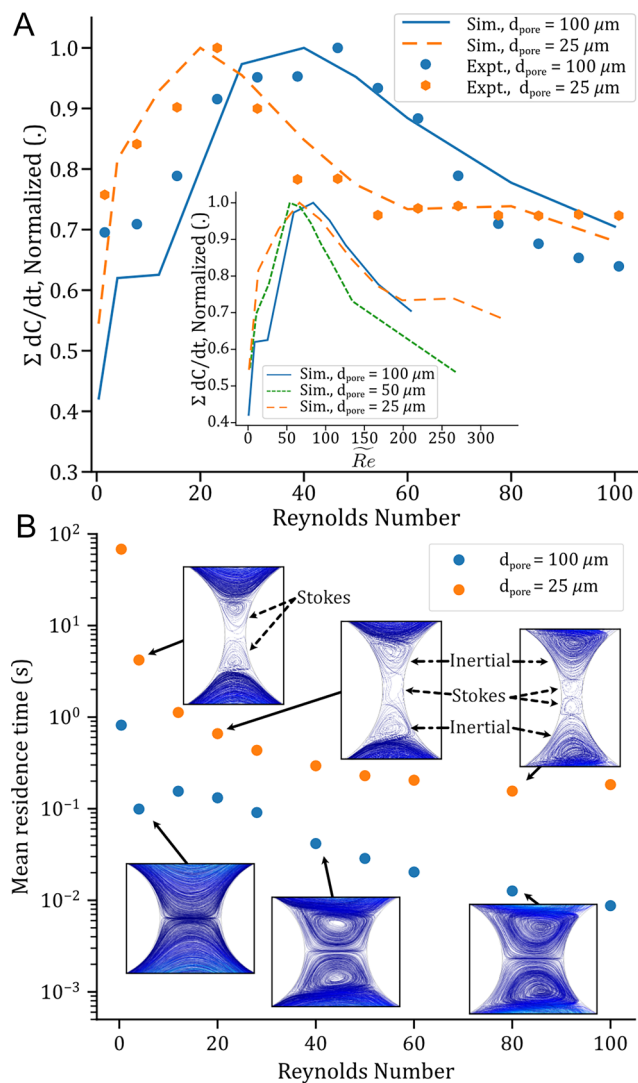 A
Sim., d_pore = 100 μm
Sim., d_pore = 25 μm
Expt., d_pore = 100 μm
Expt., d_pore = 25 μm
Σ dC/dt, Normalized (.)
1.0
0.9
0.8
0.7
0.6
0.5
0.4
0.3
Σ dC/dt, Normalized (.)
1.0
0.9
0.8
0.7
0.6
0.5
0.4
Sim., d_pore = 100 μm
Sim., d_pore = 50 μm
Sim., d_pore = 25 μm
0 50 100 150 200 250 300
R̃e
0 20 40 60 80 100
Reynolds Number
B
d_pore = 100 μm
d_pore = 25 μm
Mean residence time (s)
10²
10¹
10⁰
10⁻¹
10⁻²
10⁻³
Stokes
Inertial
Stokes
Inertial
0 20 40 60 80 100
Reynolds Number